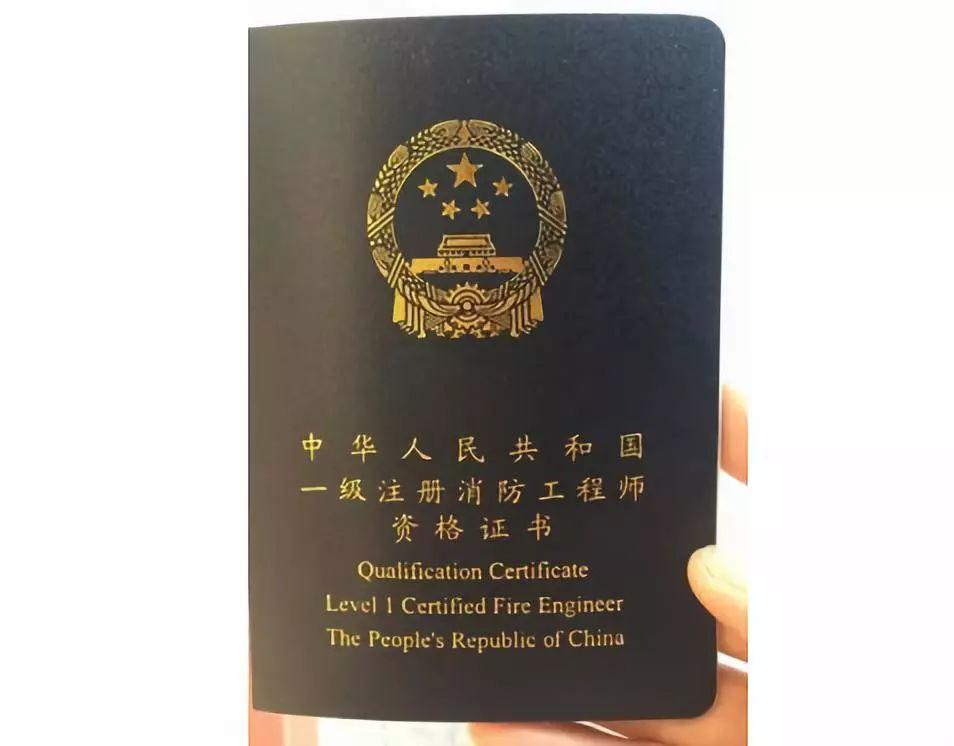 中华人民共和国
一级注册消防工程师
资格证书
Qualification Certificate
Level 1 Certified Fire Engineer
The People's Republic of China